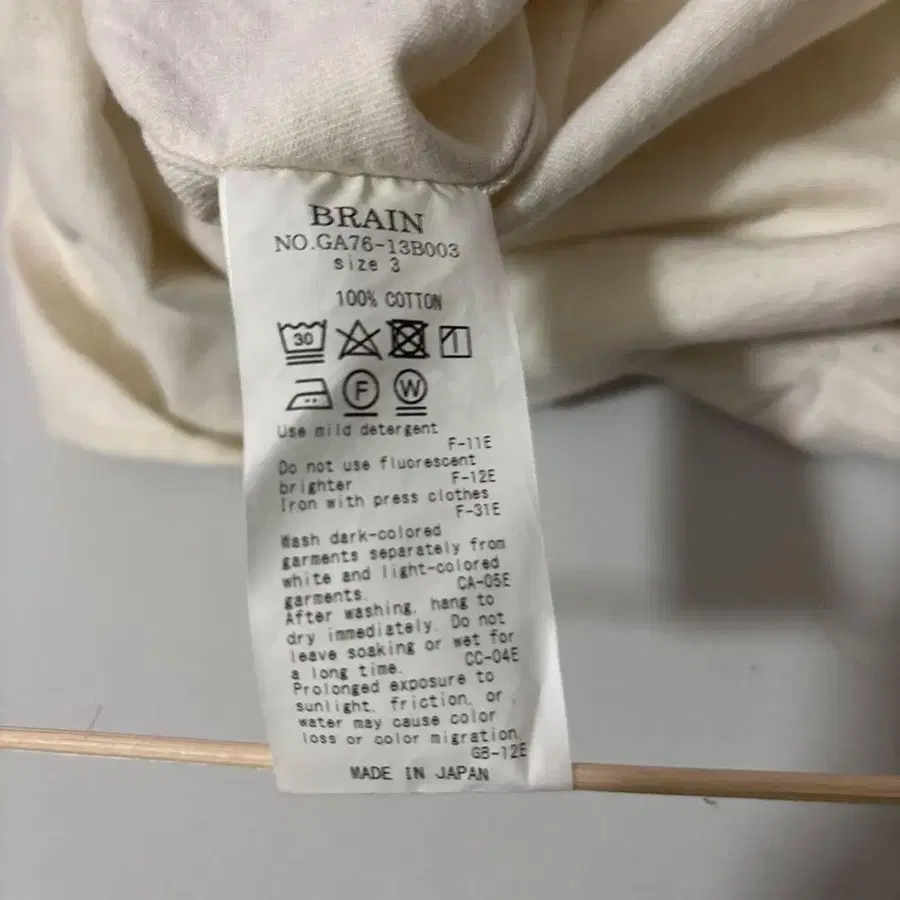 BRAIN
NO.GA76-13B003
size 3
100% COTTON
30
F W
Use mild detergent
F-11E
Do not use fluorescent
brighter F-12E
Iron with press clothes
F-31E
Wash dark-colored
garments separately from
white and light-colored
garments. CA-05E
After washing, hang to
dry immediately. Do not
leave soaking or wet for
a long time. CC-04E
Prolonged exposure to
sunlight, friction, or
water may cause color
loss or color migration.
GB-12E
MADE IN JAPAN